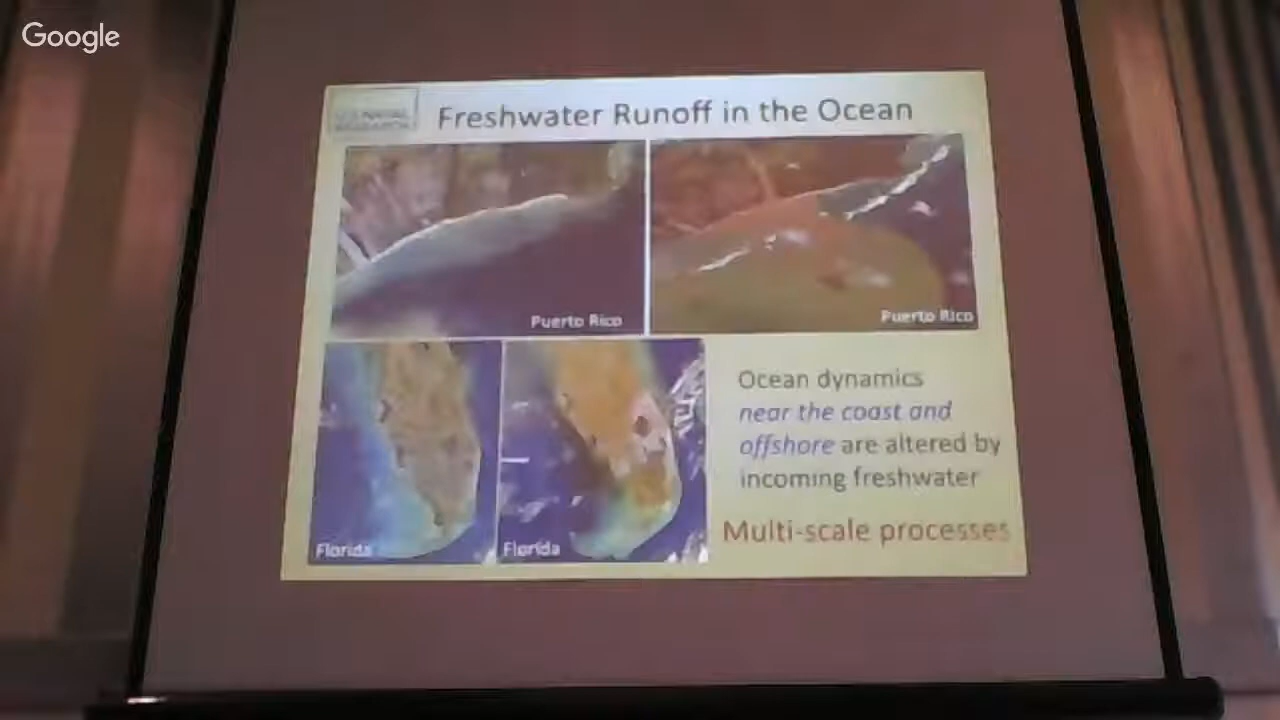 Google
Freshwater Runoff in the Ocean
RESEARCH
Puerto Rico
Puerto Rico
Florida
Florida
Ocean dynamics
near the coast and
offshore are altered by
incoming freshwater
Multi-scale processes